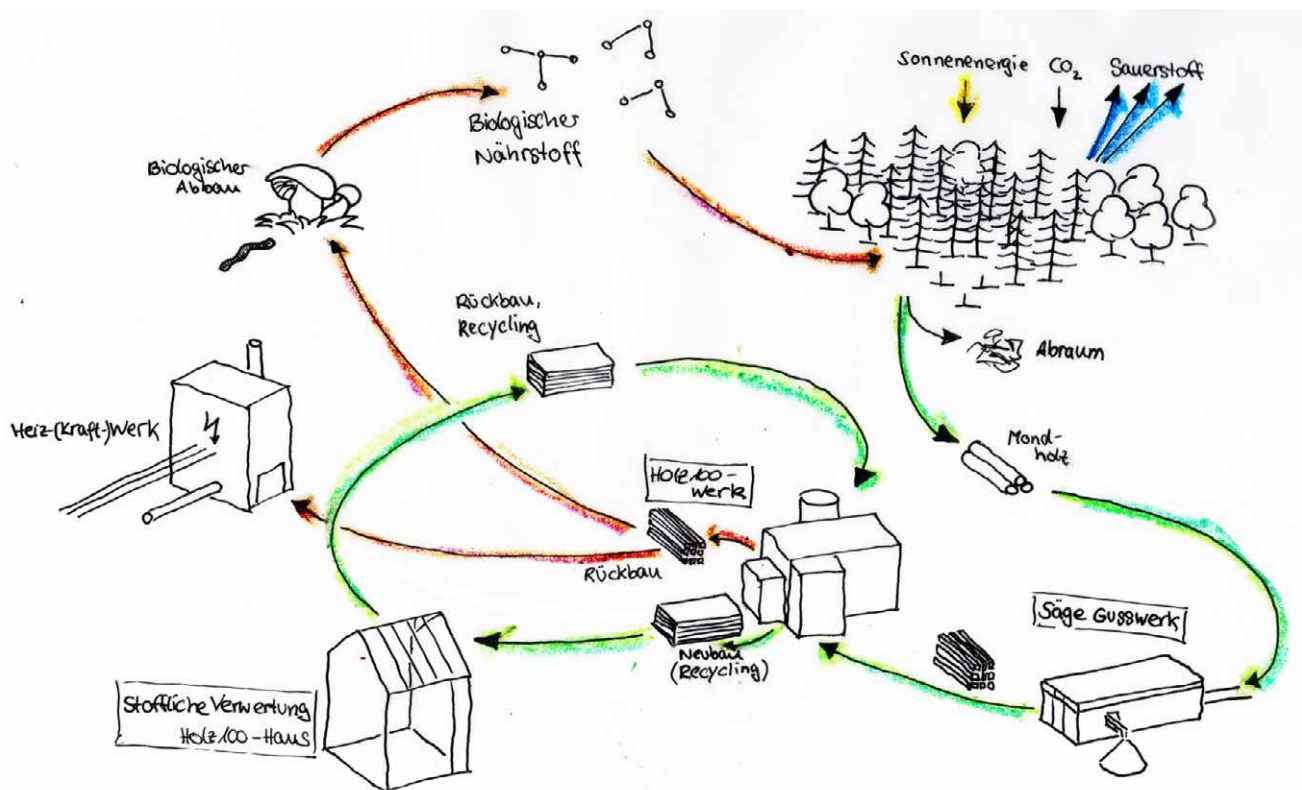 Sonnenenergie
CO₂
Sauerstoff
Biologischer
Nährstoff
Biologischer
Abbau
Rückbau,
Recycling
Abraum
Heiz-(Kraft-)Werk
Mond-
holz
Holz100-
werk
Rückbau
Säge Gusswerk
Neubau
(Recycling)
Stoffliche Verwertung
Holz100-Haus